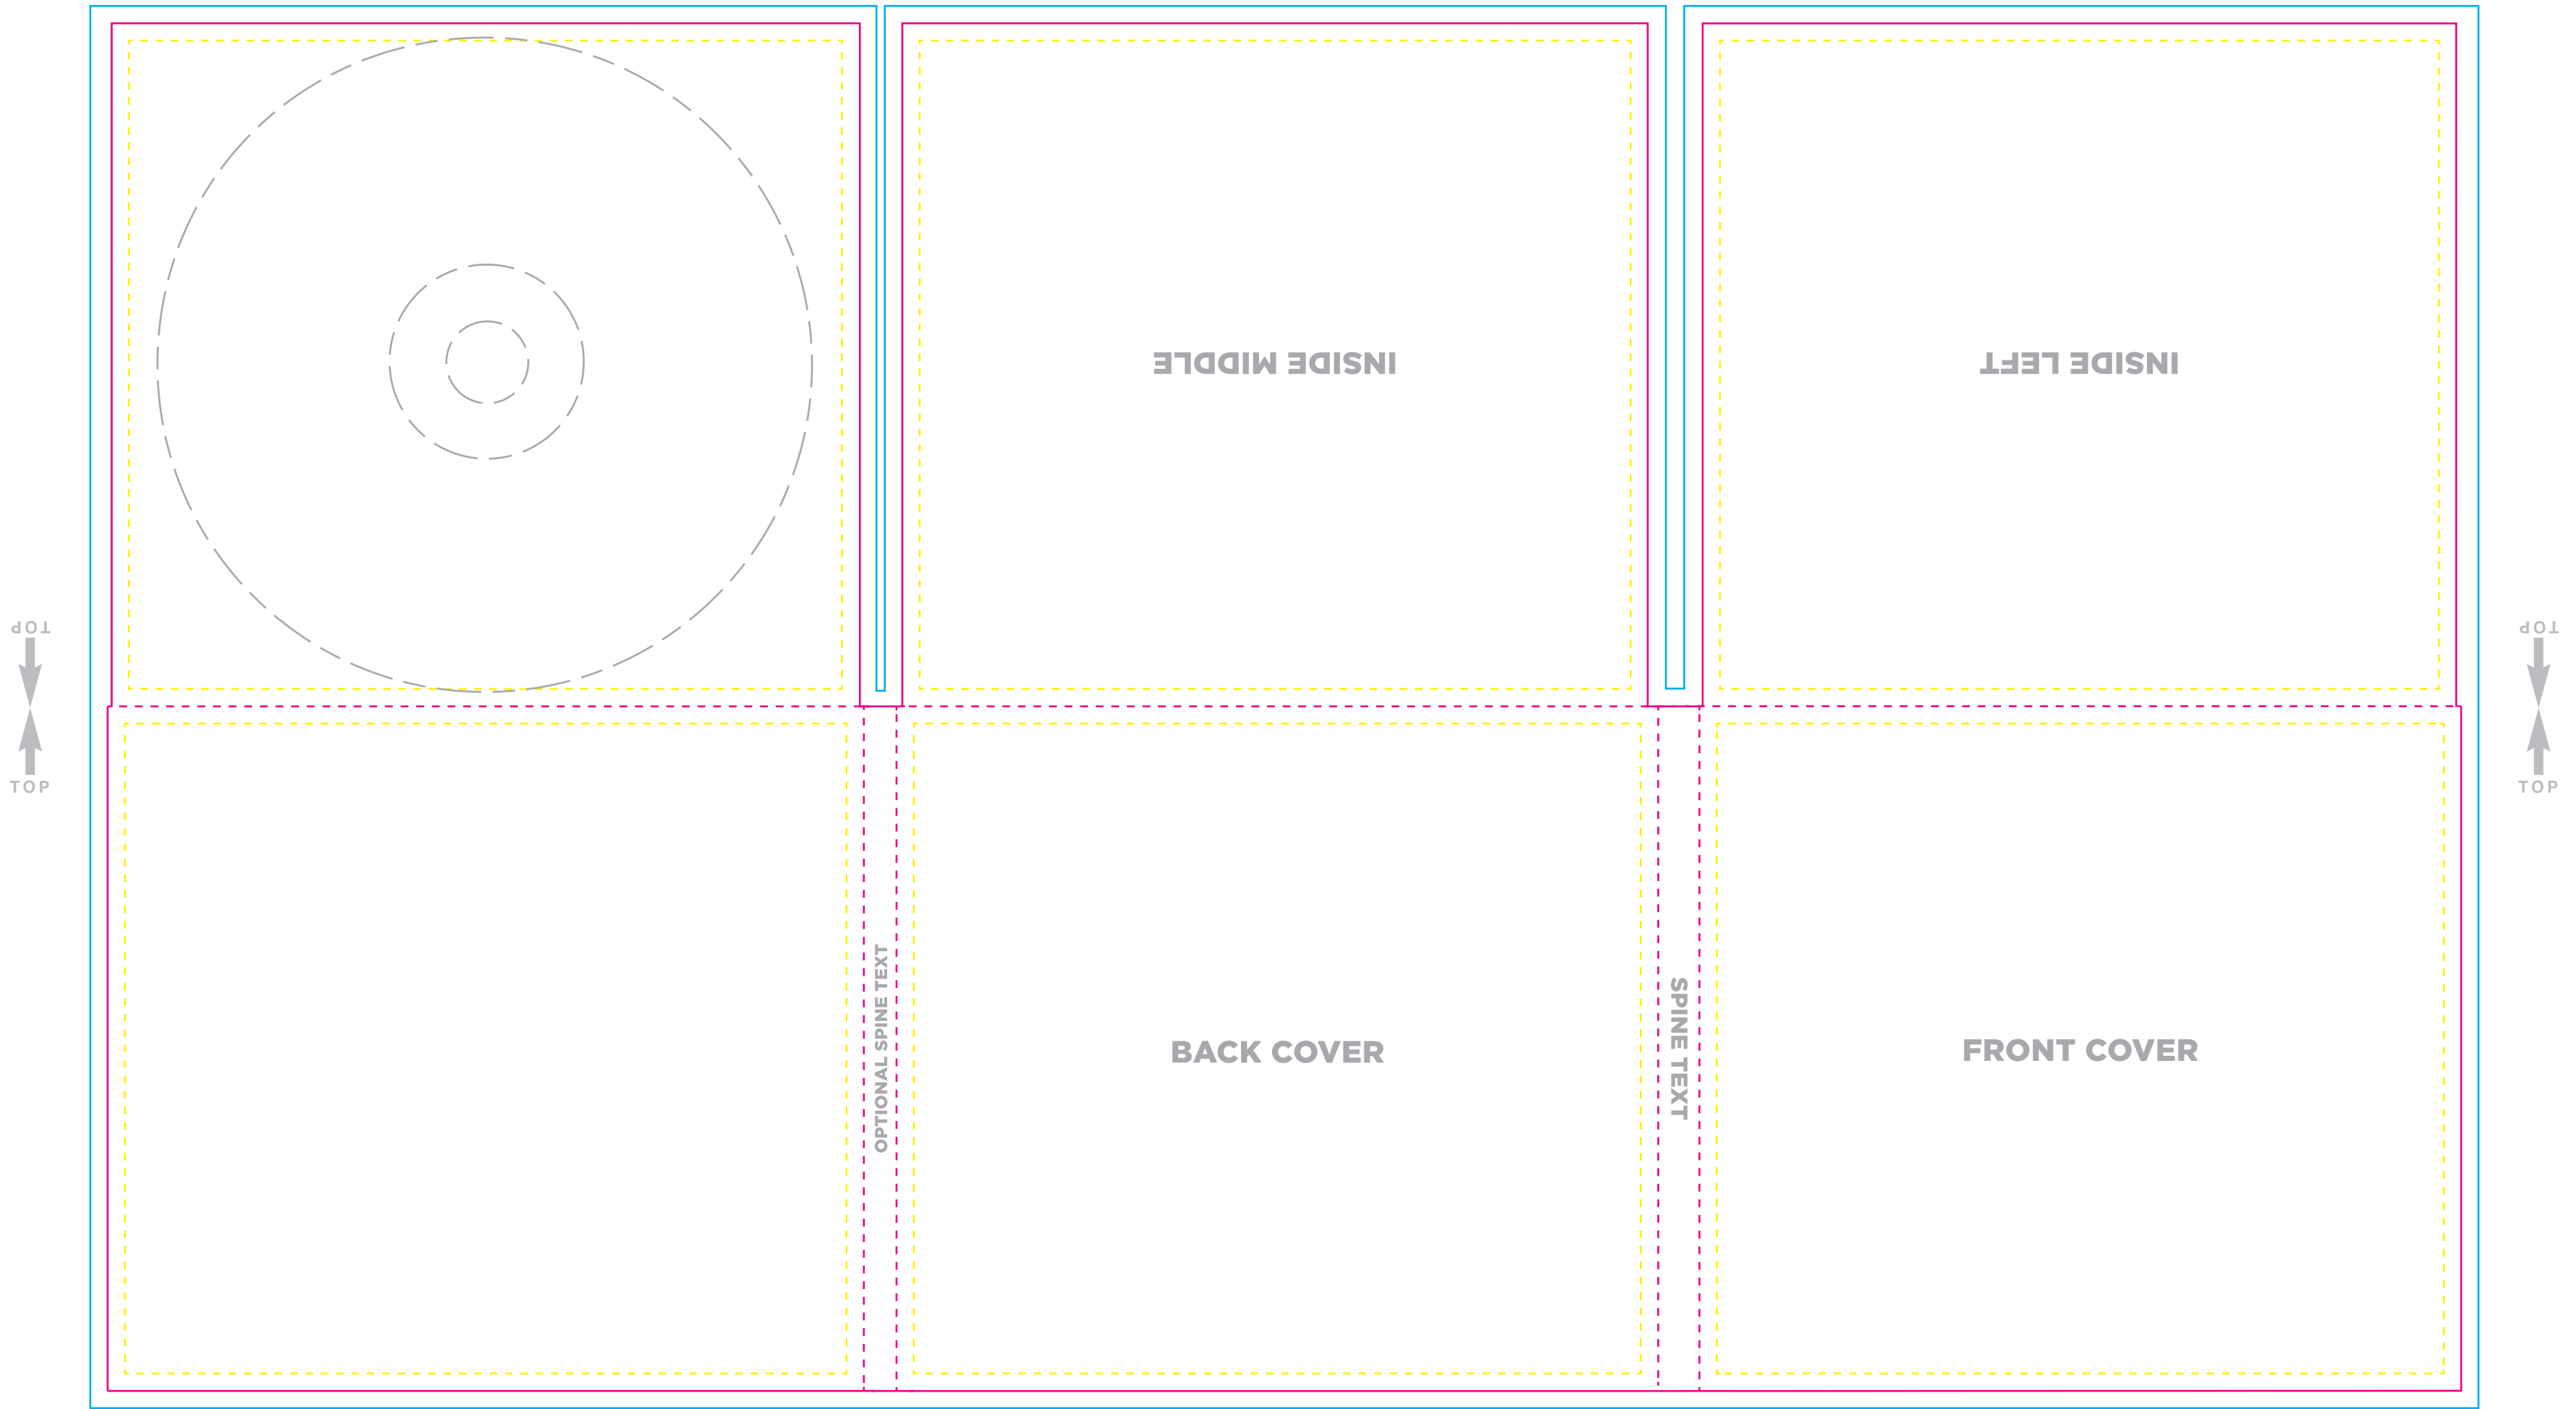 INSIDE MIDDLE
INSIDE LEFT
TOP
TOP
TOP
TOP
OPTIONAL SPINE TEXT
BACK COVER
SPINE TEXT
FRONT COVER